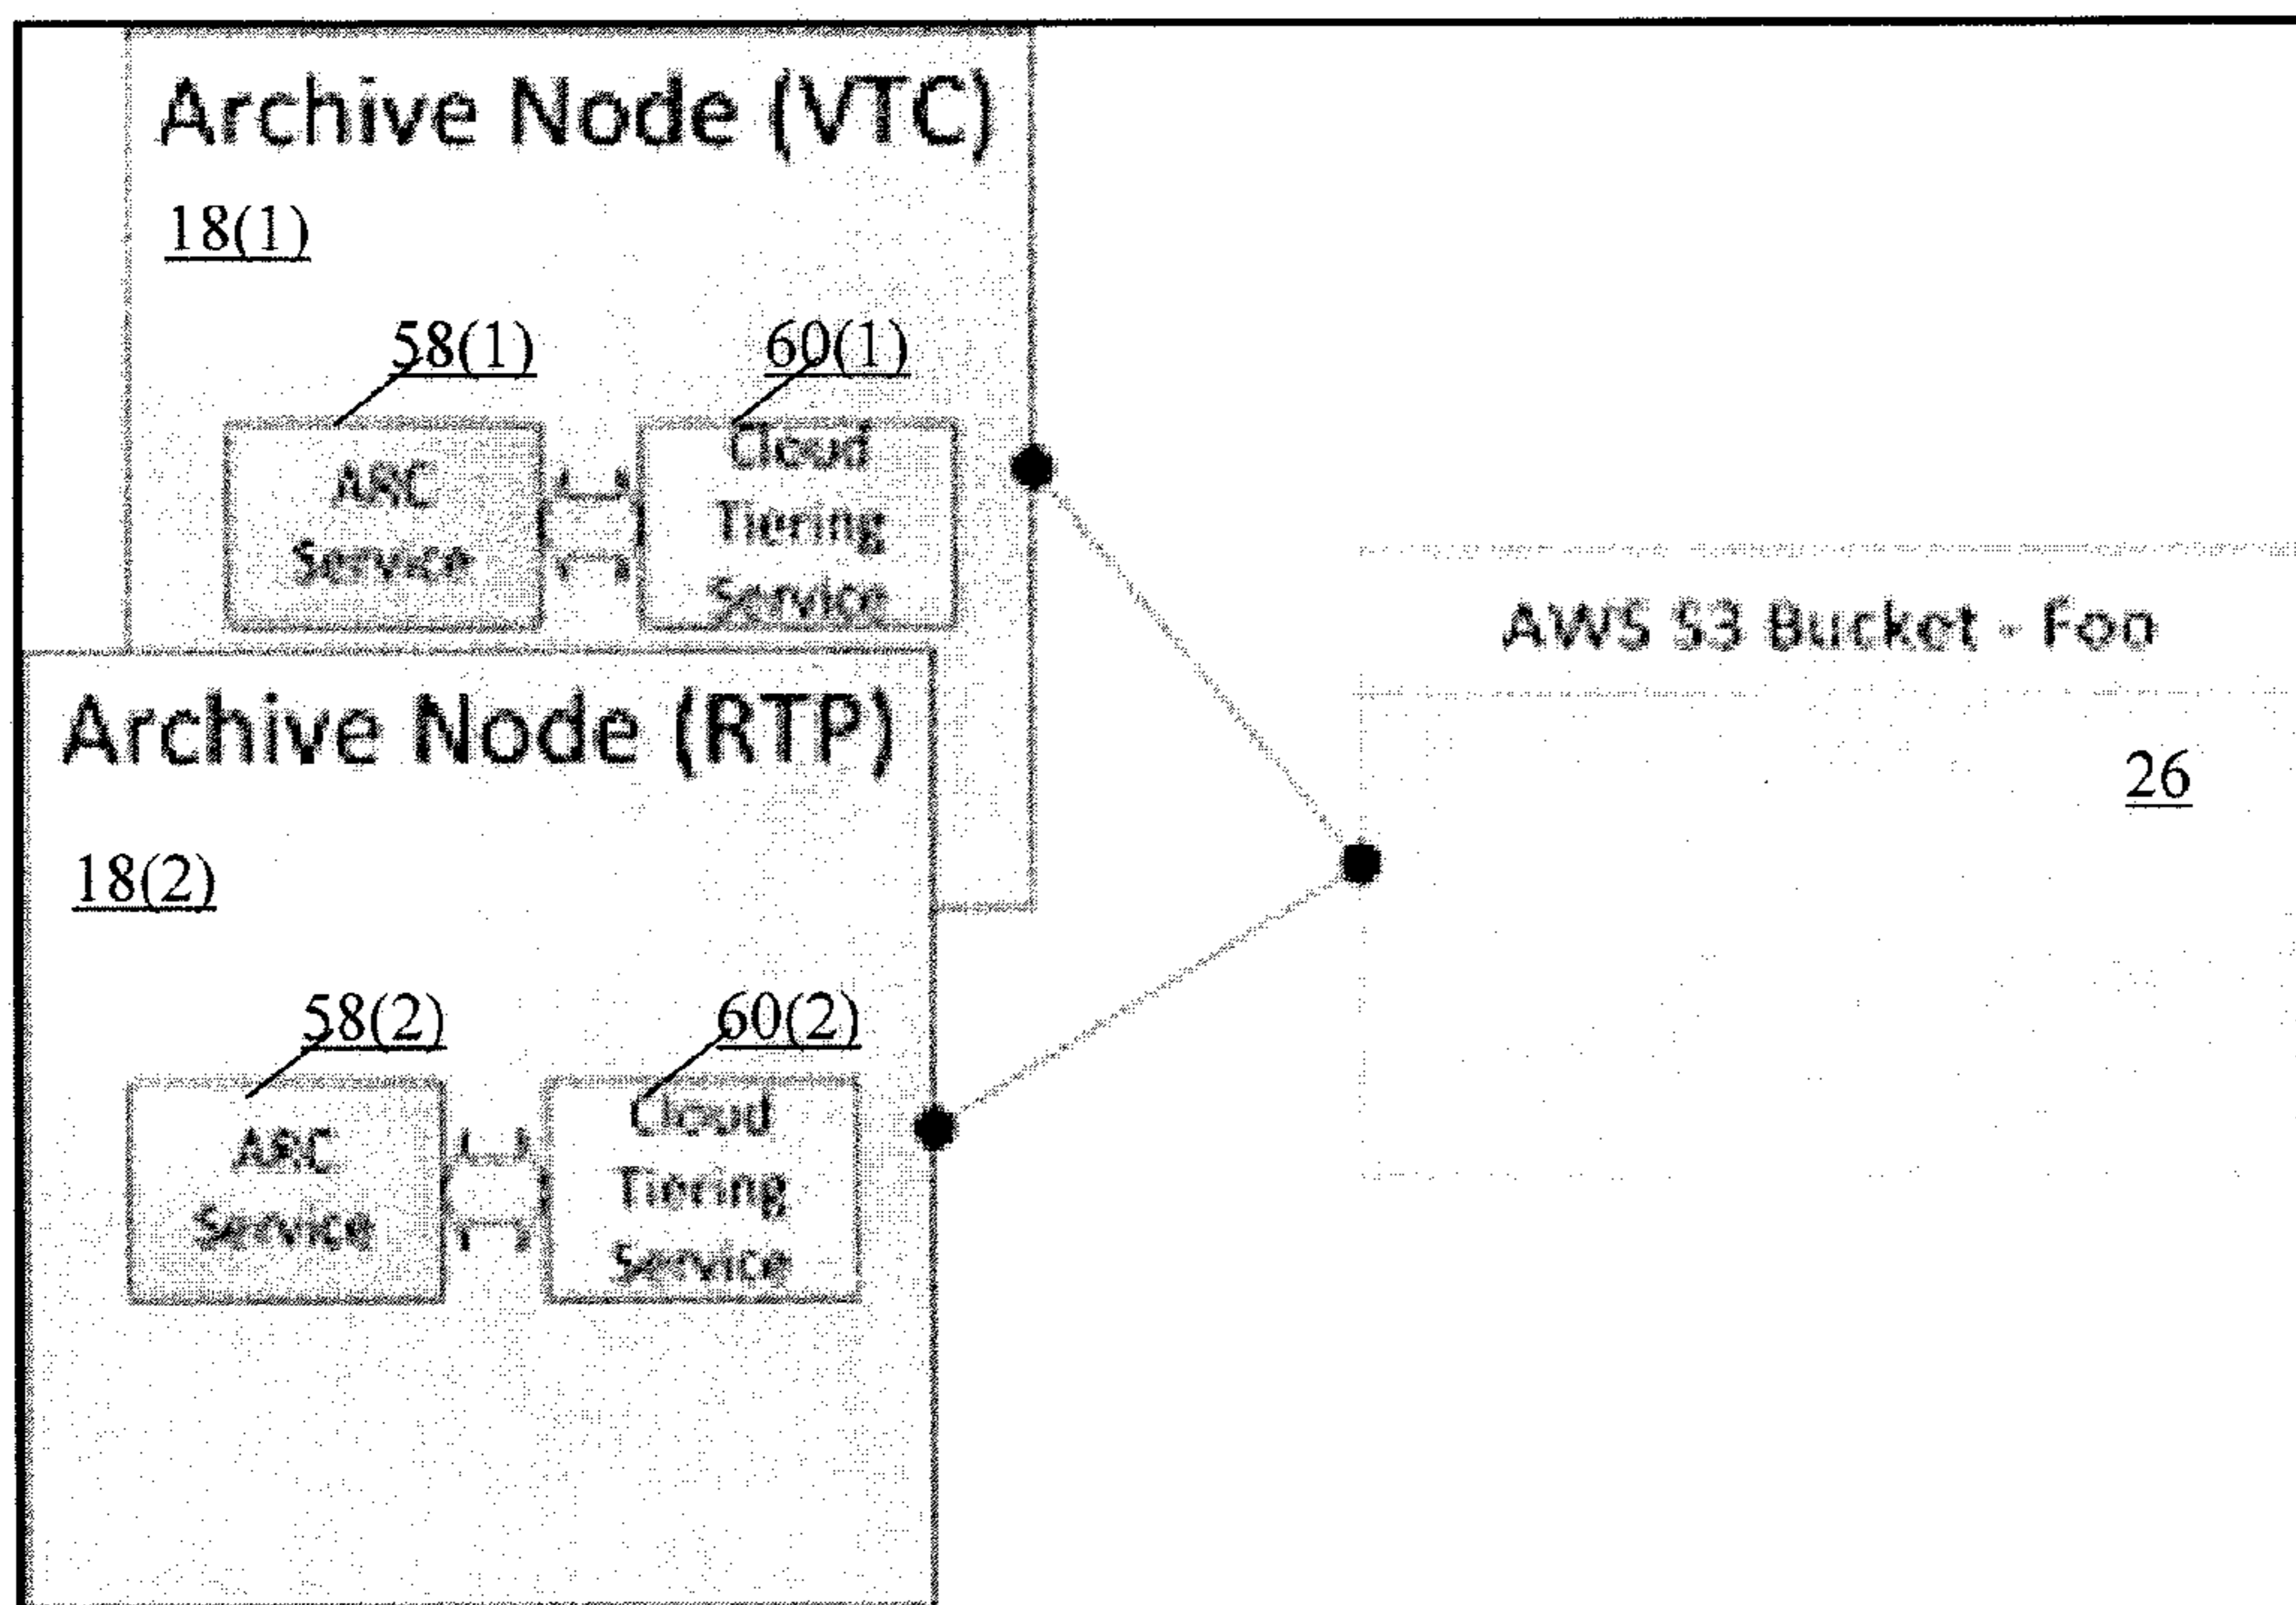 Archive Node (VTC)
18(1)
58(1)
60(1)
ARC
Service
Cloud
Tiering
Service
AWS S3 Bucket - Foo
26
Archive Node (RTP)
18(2)
58(2)
60(2)
ARC
Service
Cloud
Tiering
Service